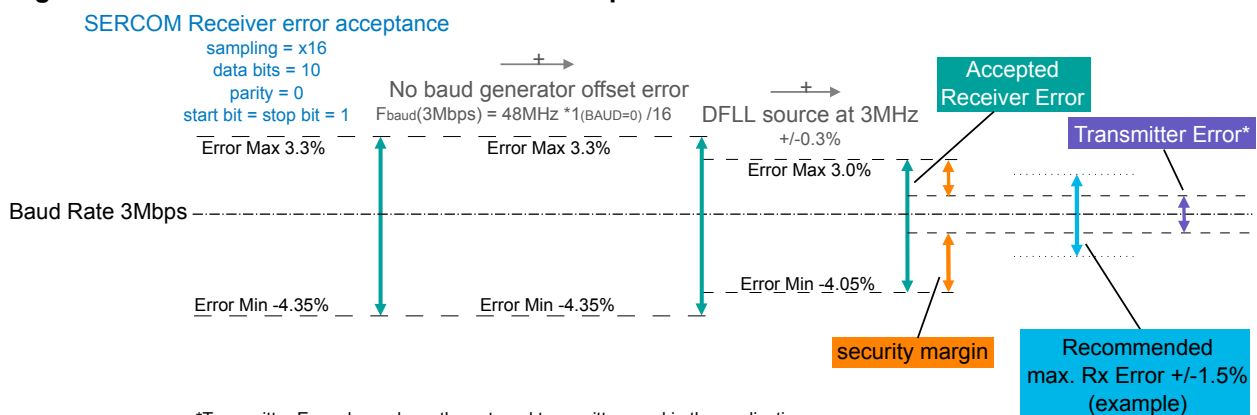 SERCOM Receiver error acceptance
sampling = x16
data bits = 10
parity = 0
start bit = stop bit = 1
+
No baud generator offset error
Fbaud(3Mbps) = 48MHz *1(BAUD=0) /16
+
DFLL source at 3MHz
+/-0.3%
Accepted
Receiver Error
Transmitter Error*
Error Max 3.3%
Error Max 3.3%
Error Max 3.0%
Baud Rate 3Mbps
Error Min -4.35%
Error Min -4.35%
Error Min -4.05%
security margin
Recommended
max. Rx Error +/-1.5%
(example)